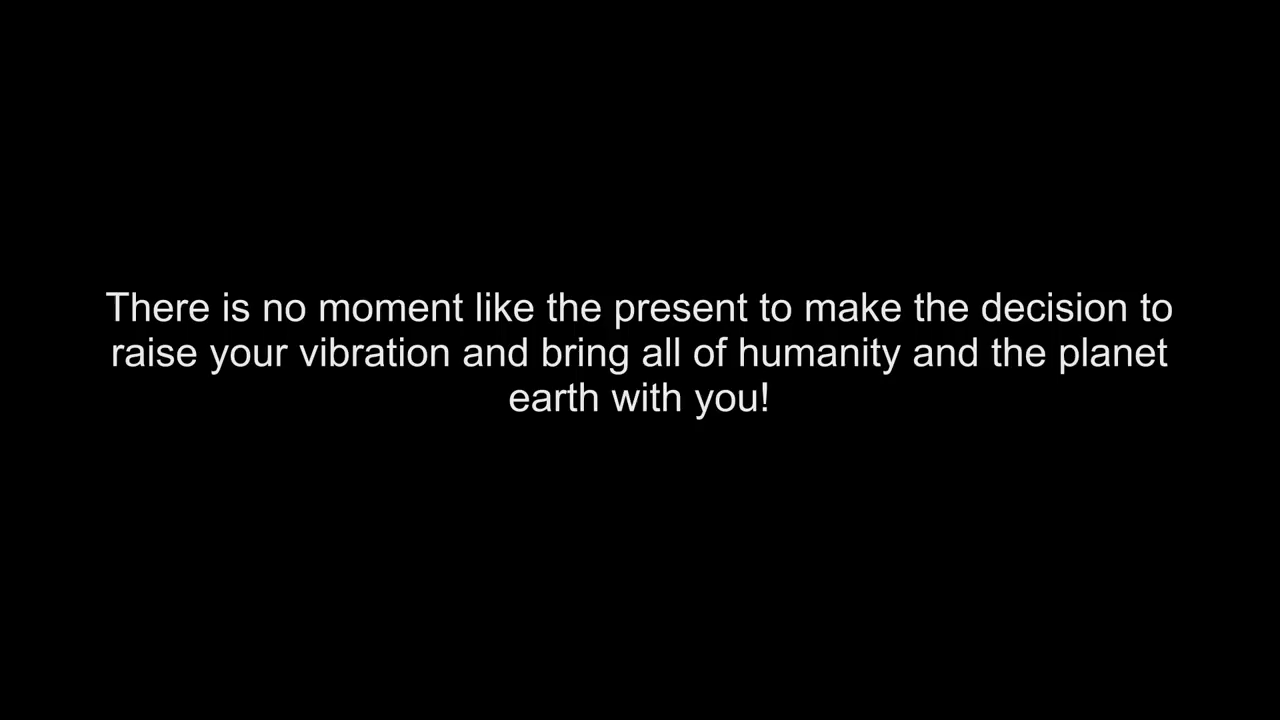 There is no moment like the present to make the decision to
raise your vibration and bring all of humanity and the planet
earth with you!